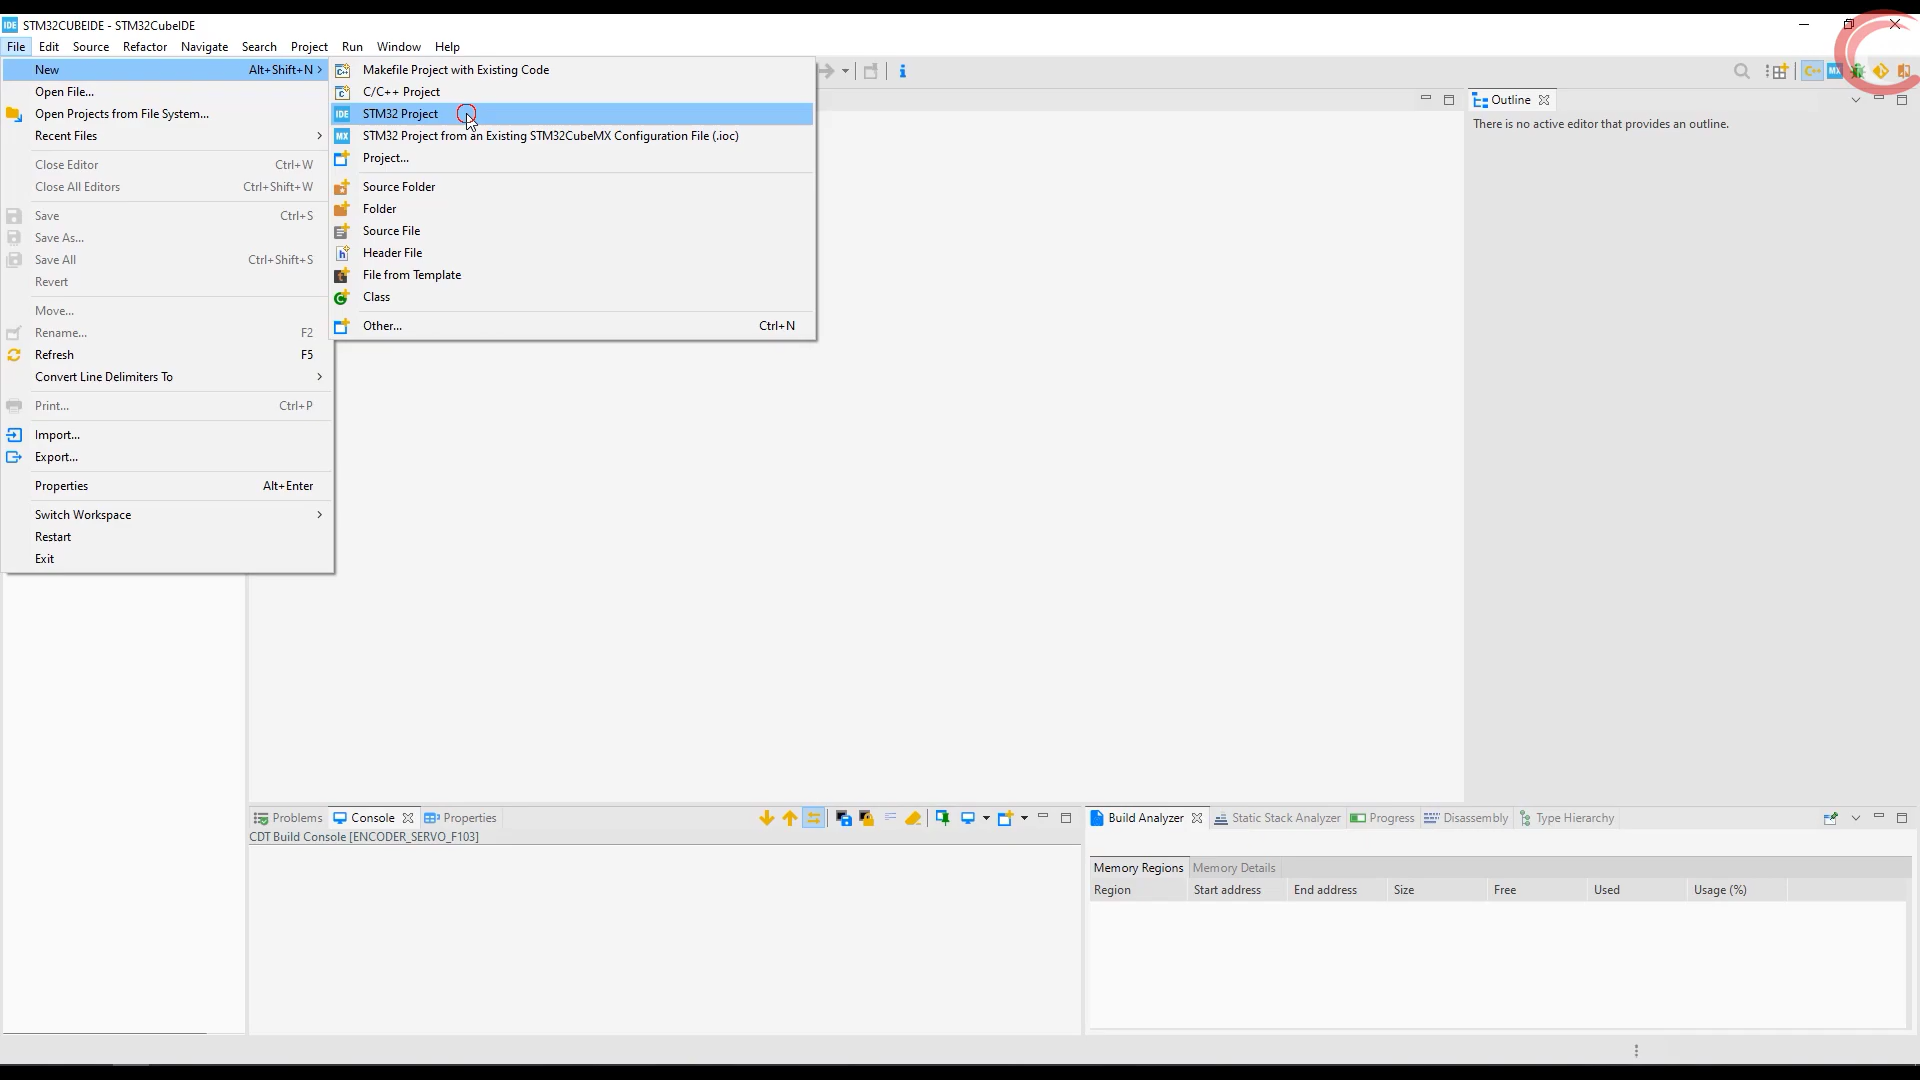 IDE STM32CUBEIDE - STM32CubeIDE
File Edit Source Refactor Navigate Search Project Run Window Help
New Alt+Shift+N
Open File...
Open Projects from File System...
Recent Files
Close Editor Ctrl+W
Close All Editors Ctrl+Shift+W
Save Ctrl+S
Save As...
Save All Ctrl+Shift+S
Revert
Move...
Rename... F2
Refresh F5
Convert Line Delimiters To
Print... Ctrl+P
Import...
Export...
Properties Alt+Enter
Switch Workspace
Restart
Exit
Makefile Project with Existing Code
C/C++ Project
IDE STM32 Project
MX STM32 Project from an Existing STM32CubeMX Configuration File (.ioc)
Project...
Source Folder
Folder
Source File
Header File
File from Template
Class
Other... Ctrl+N
MX
Outline
There is no active editor that provides an outline.
Problems Console Properties
CDT Build Console [ENCODER_SERVO_F103]
Build Analyzer Static Stack Analyzer Progress Disassembly Type Hierarchy
Memory Regions Memory Details
Region Start address End address Size Free Used Usage (%)